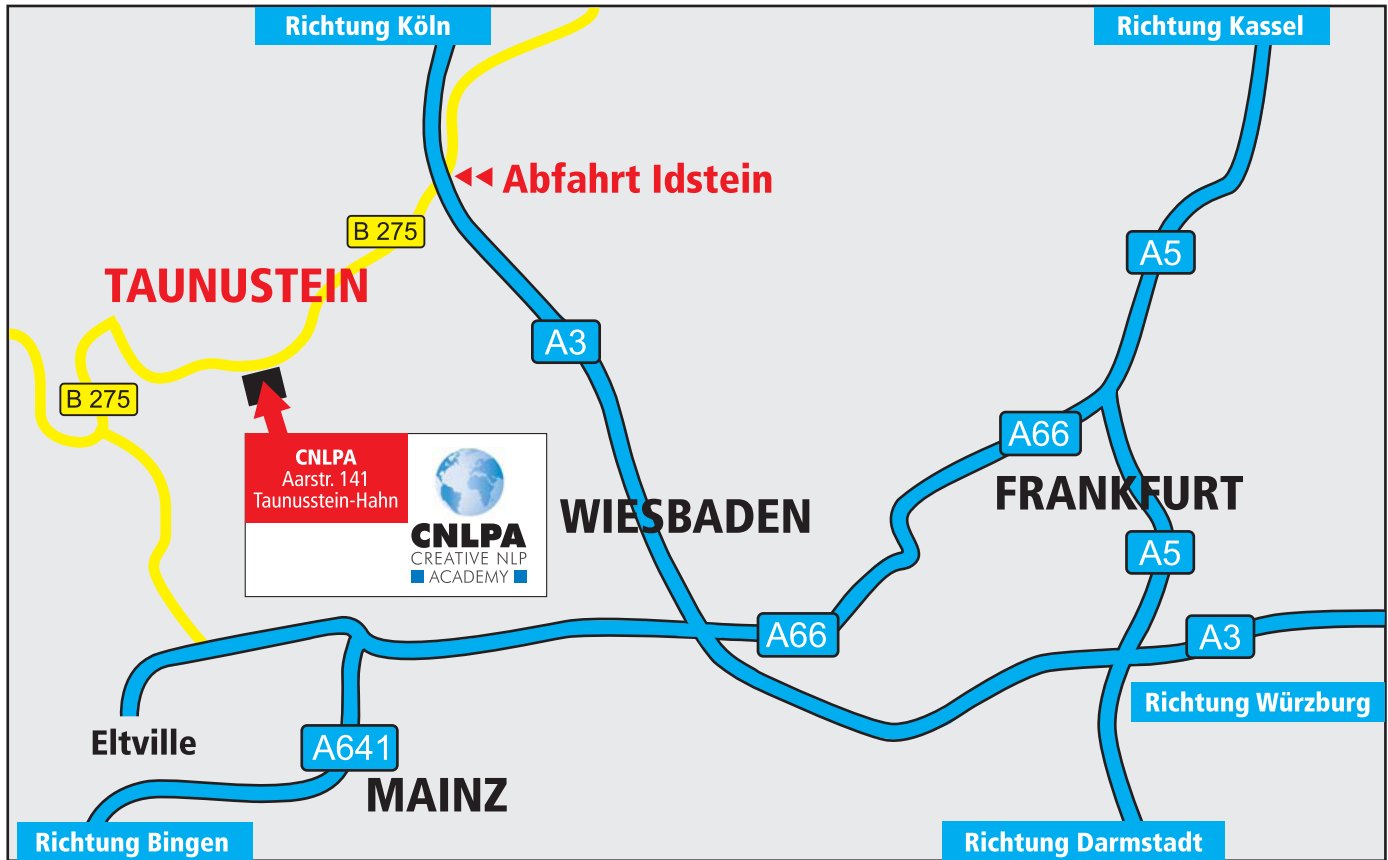 Richtung Köln
Richtung Kassel
Abfahrt Idstein
B 275
A5
TAUNUSTEIN
A3
B 275
A66
CNLPA
Aarstr. 141
Taunusstein-Hahn
CNLPA
CREATIVE NLP
ACADEMY
WIESBADEN
FRANKFURT
A5
A66
A3
Richtung Würzburg
Eltville
A641
MAINZ
Richtung Bingen
Richtung Darmstadt